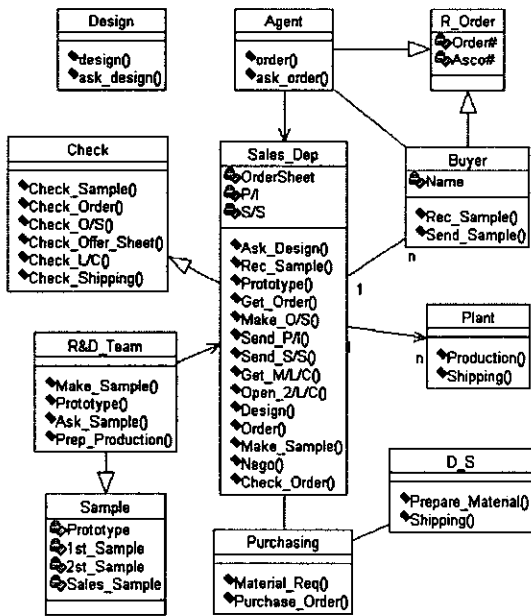 Design
design()
ask_design()
Agent
order()
ask_order()
R_Order
Order#
Asco#
Check
Check_Sample()
Check_Order()
Check_O/S()
Check_Offer_Sheet()
Check_L/C()
Check_Shipping()
Sales_Dep
OrderSheet
P/I
S/S
Ask_Design()
Rec_Sample()
Prototype()
Get_Order()
Make_O/S()
Send_P/I()
Send_S/S()
Get_M/L/C()
Open_2/L/C()
Design()
Order()
Make_Sample()
Nego()
Check_Order()
Buyer
Name
Rec_Sample()
Send_Sample()
n
1
Plant
Production()
Shipping()
n
1
R&D_Team
Make_Sample()
Prototype()
Ask_Sample()
Prep_Production()
D_S
Prepare_Material()
Shipping()
Sample
Prototype
1st_Sample
2st_Sample
Sales_Sample
Purchasing
Material_Req()
Purchase_Order()